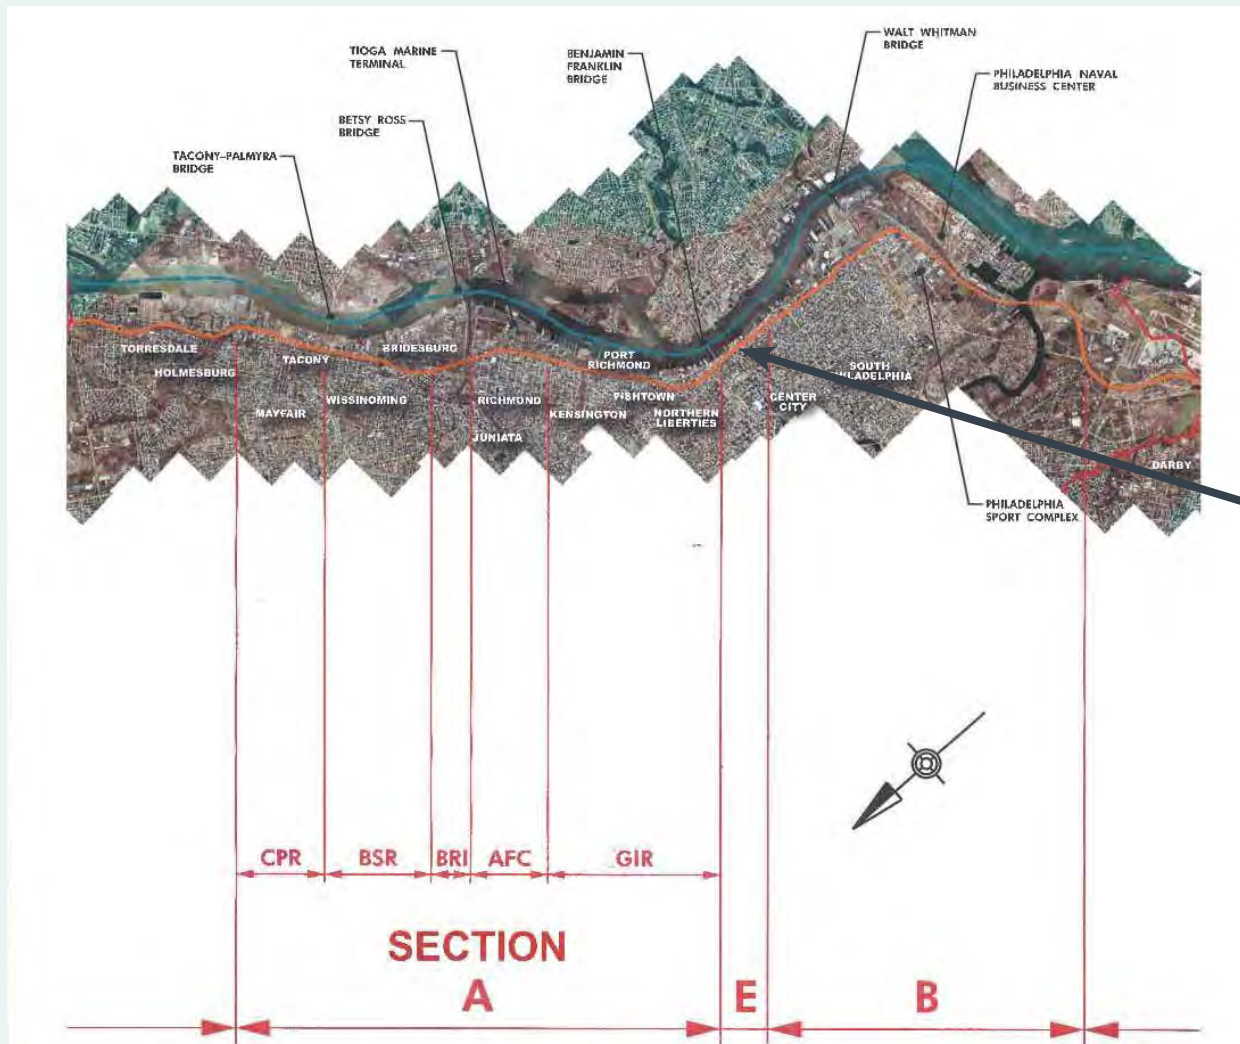 WALT WHITMAN
BRIDGE
TIOGA MARINE
TERMINAL
BENJAMIN
FRANKLIN
BRIDGE
PHILADELPHIA NAVAL
BUSINESS CENTER
BETSY ROSS
BRIDGE
TACONY-PALMYRA
BRIDGE
TORRESDALE
HOLMESBURG
TACONY
BRIDESBURG
PORT
RICHMOND
SOUTH
PHILADELPHIA
MAYFAIR
WISSINOMING
RICHMOND
FISHTOWN
KENSINGTON
NORTHERN
LIBERTIES
CENTER
CITY
JUNIATA
DARBY
PHILADELPHIA
SPORT COMPLEX
CPR
BSR
BRI
AFC
GIR
SECTION
A
E
B